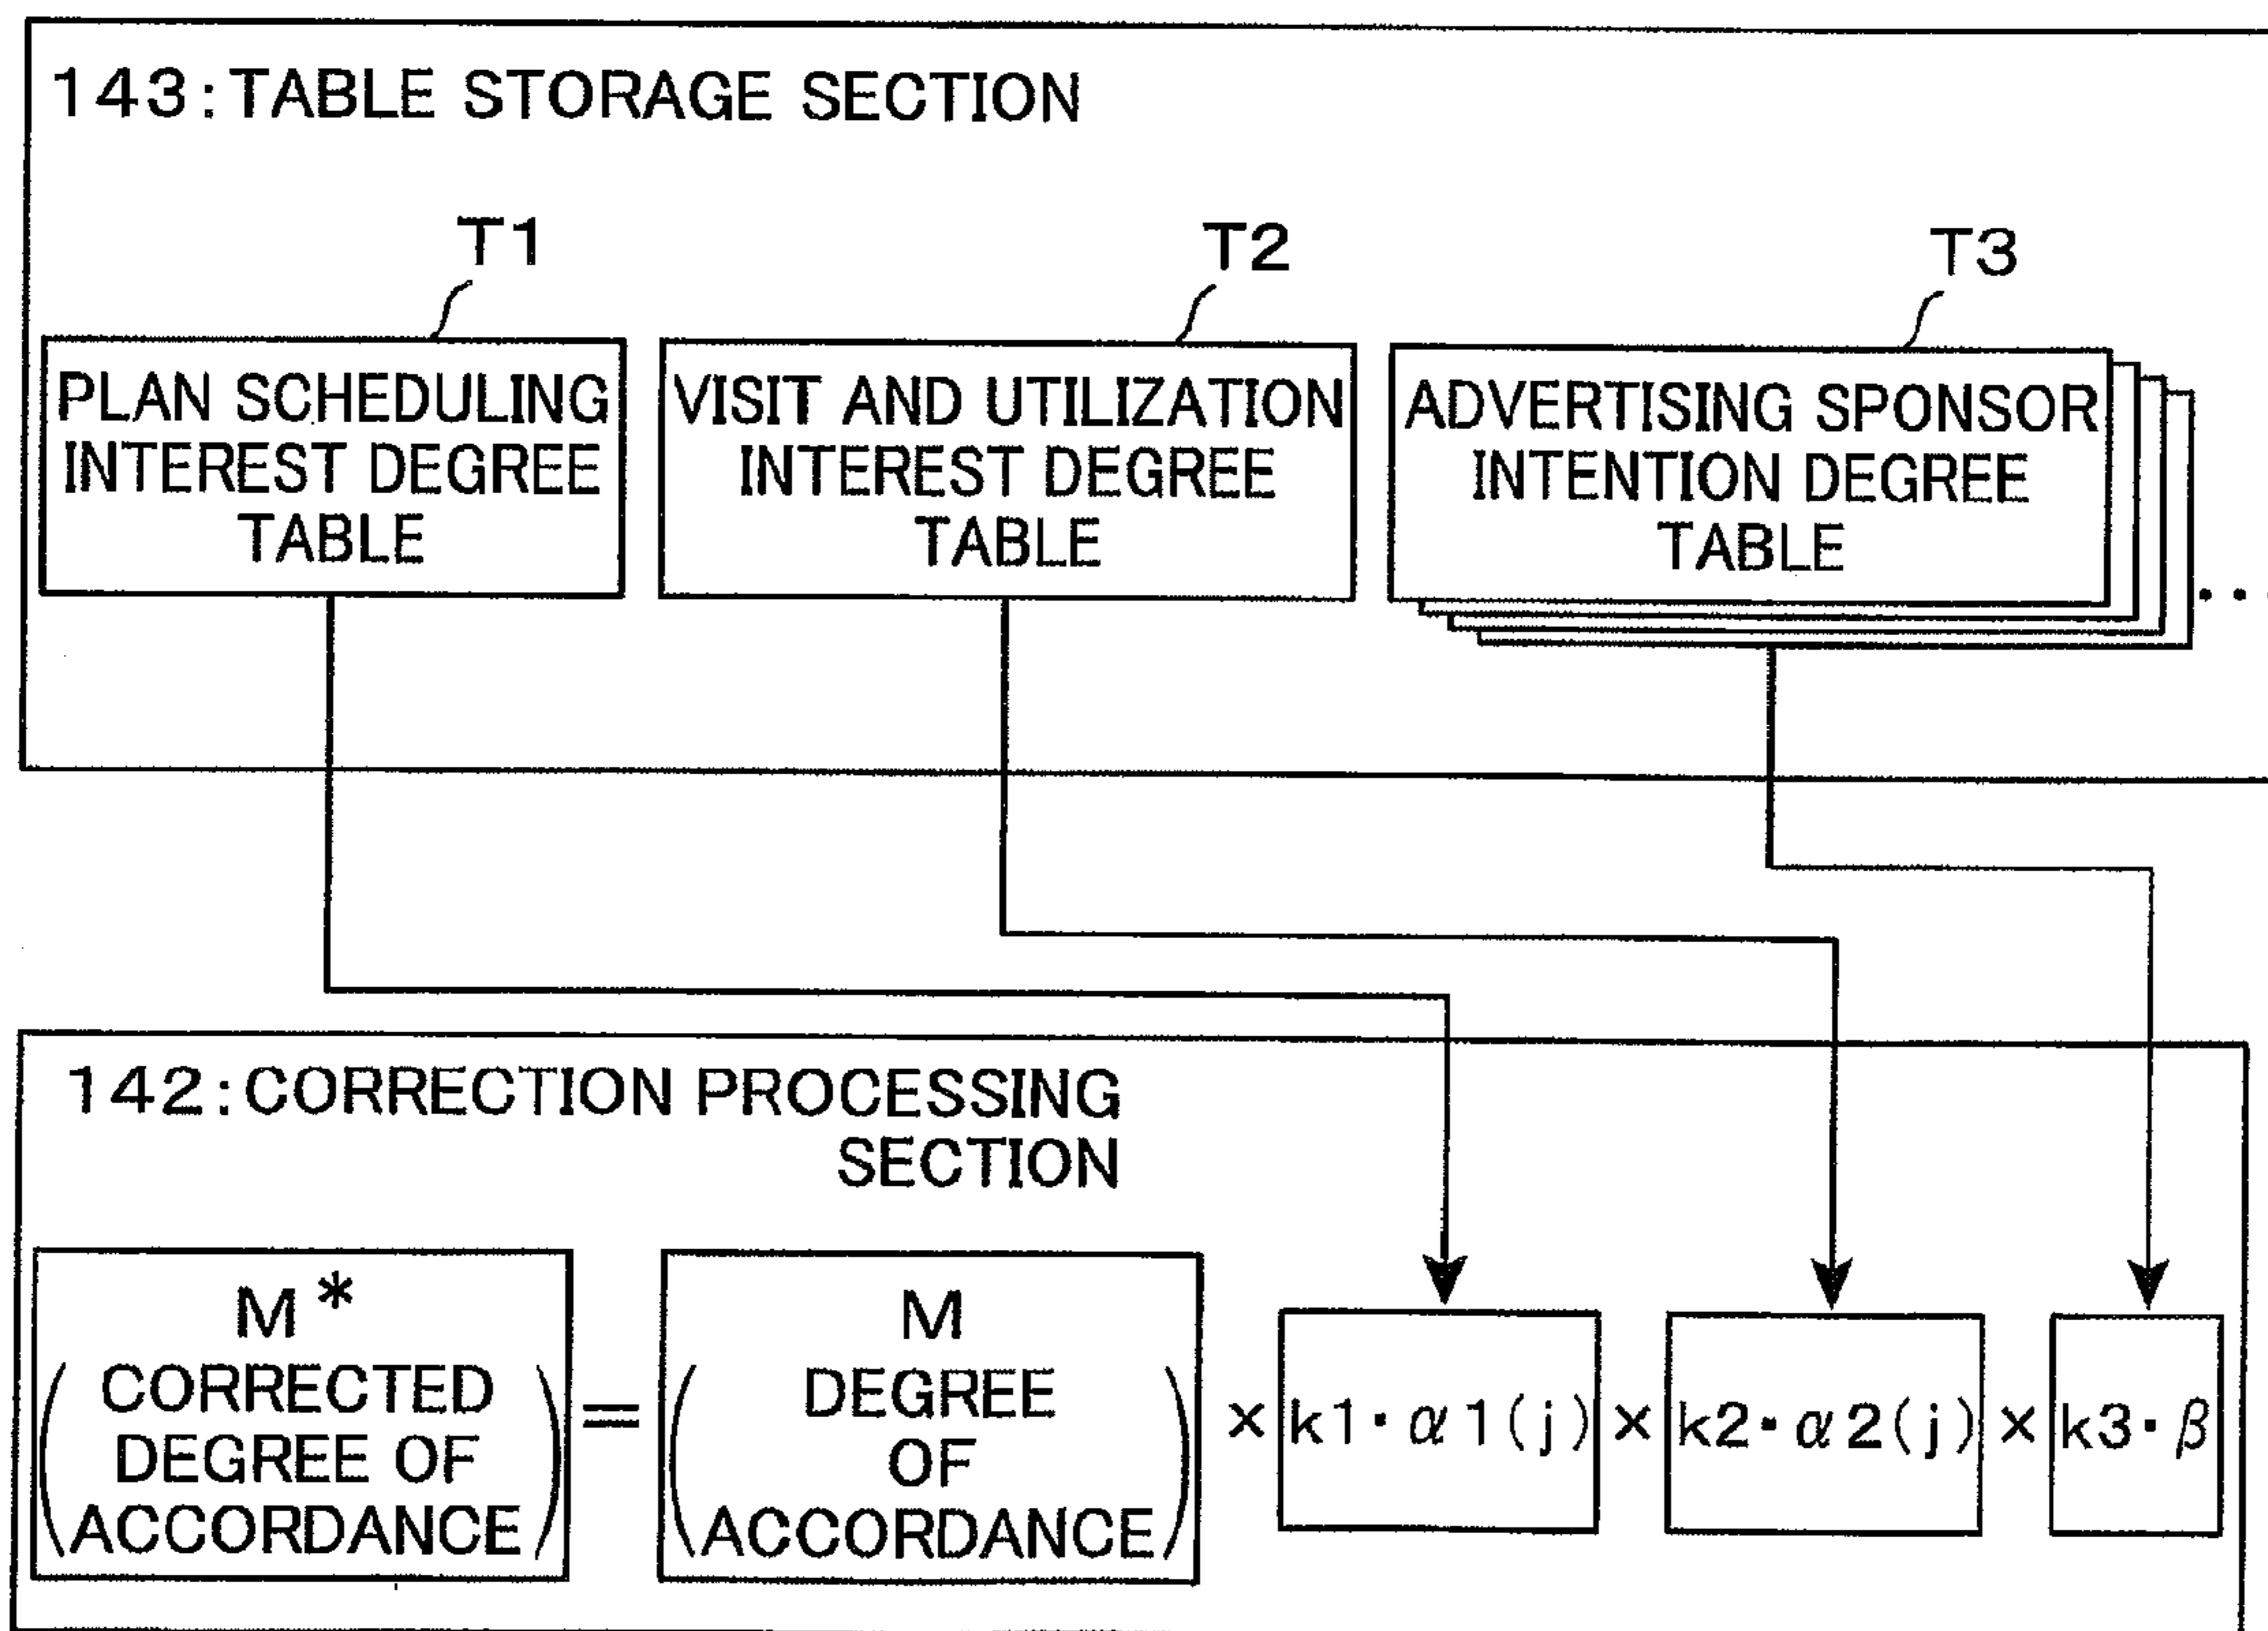 143:TABLE STORAGE SECTION
T1
T2
T3
PLAN SCHEDULING
INTEREST DEGREE
TABLE
VISIT AND UTILIZATION
INTEREST DEGREE
TABLE
ADVERTISING SPONSOR
INTENTION DEGREE
TABLE
...
142:CORRECTION PROCESSING
SECTION
M*
(CORRECTED
DEGREE OF
ACCORDANCE)
=
M
(DEGREE
OF
ACCORDANCE)
× k1・α1(j) × k2・α2(j) × k3・β